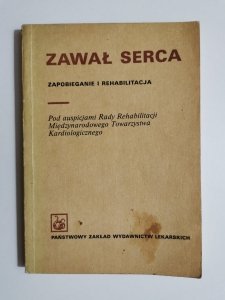 ZAWAŁ SERCA
ZAPOBIEGANIE I REHABILITACJA
Pod auspicjami Rady Rehabilitacji
Międzynarodowego Towarzystwa
Kardiologicznego
PAŃSTWOWY ZAKŁAD WYDAWNICTW LEKARSKICH